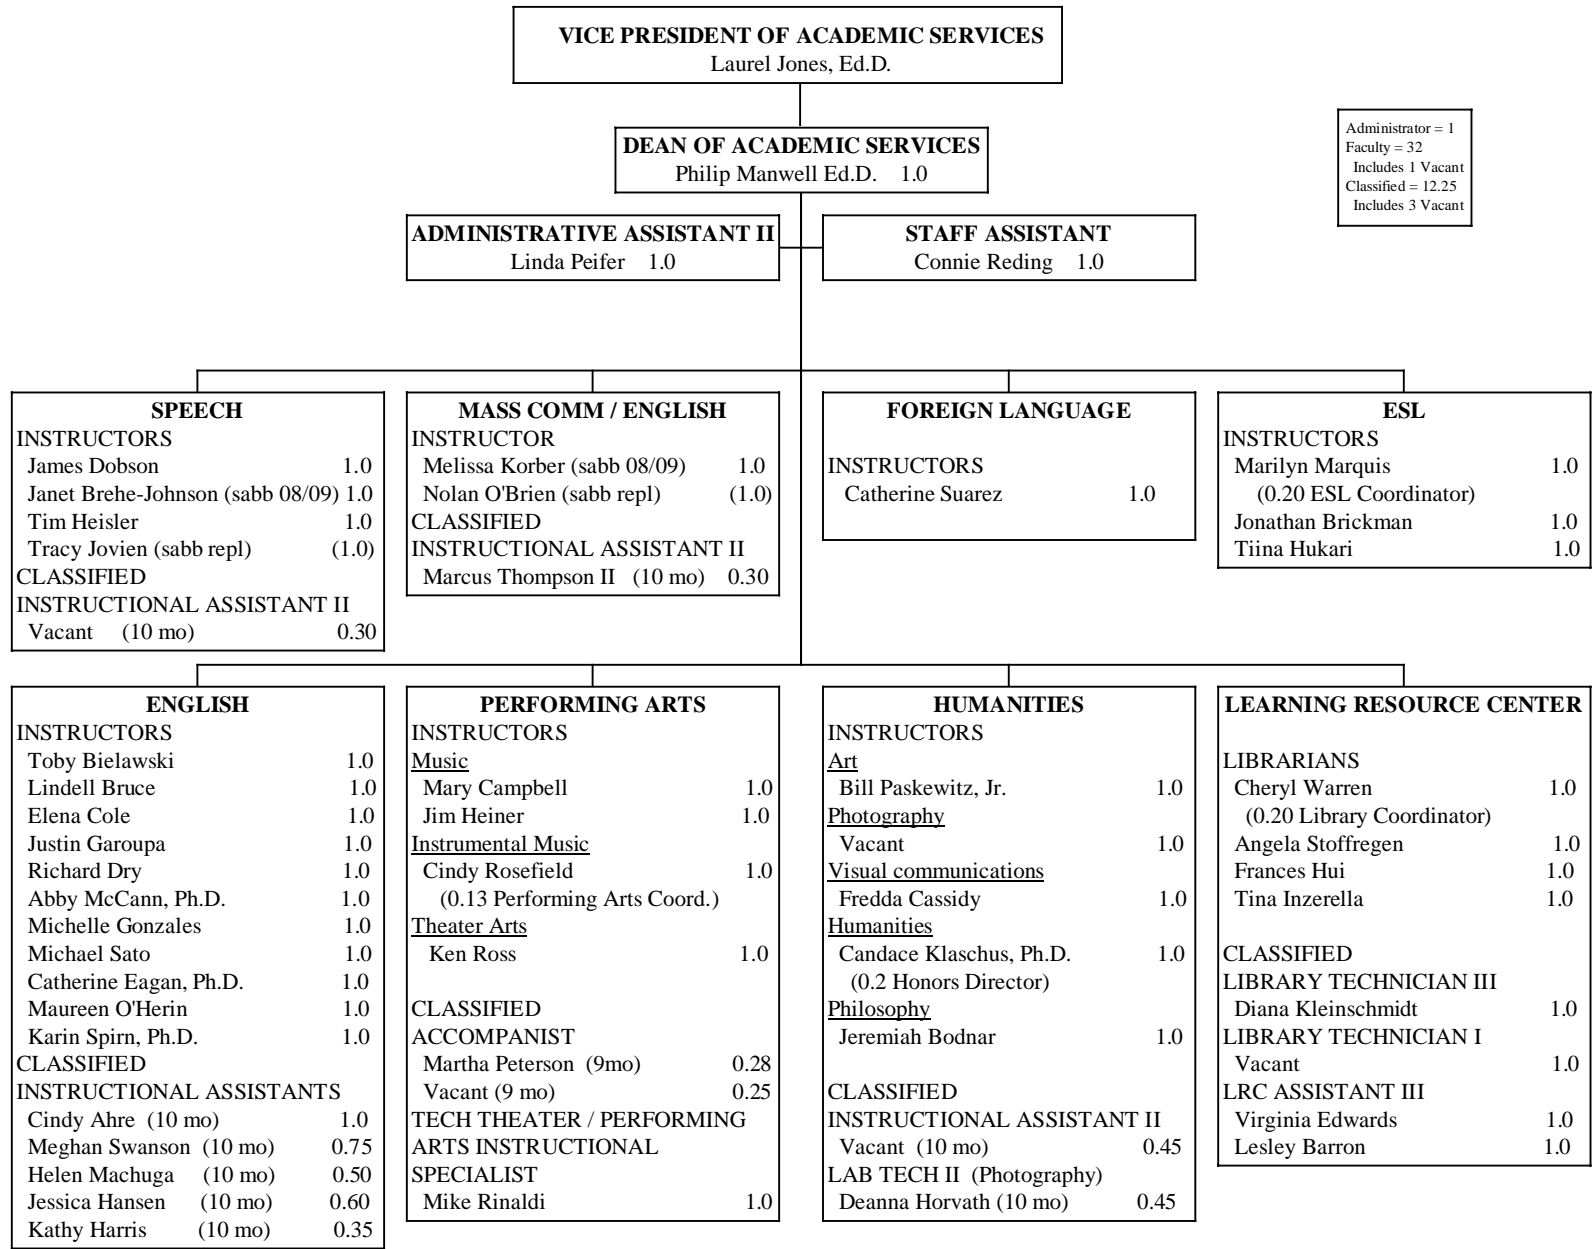 VICE PRESIDENT OF ACADEMIC SERVICES
Laurel Jones, Ed.D.
DEAN OF ACADEMIC SERVICES
Philip Manwell Ed.D. 1.0
Administrator = 1
Faculty = 32
Includes 1 Vacant
Classified = 12.25
Includes 3 Vacant
ADMINISTRATIVE ASSISTANT II
Linda Peifer 1.0
STAFF ASSISTANT
Connie Reding 1.0
SPEECH
INSTRUCTORS
James Dobson 1.0
Janet Brehe-Johnson (sabb 08/09) 1.0
Tim Heisler 1.0
Tracy Jovien (sabb repl) (1.0)
CLASSIFIED
INSTRUCTIONAL ASSISTANT II
Vacant (10 mo) 0.30
MASS COMM / ENGLISH
INSTRUCTOR
Melissa Korber (sabb 08/09) 1.0
Nolan O'Brien (sabb repl) (1.0)
CLASSIFIED
INSTRUCTIONAL ASSISTANT II
Marcus Thompson II (10 mo) 0.30
FOREIGN LANGUAGE
INSTRUCTORS
Catherine Suarez 1.0
ESL
INSTRUCTORS
Marilyn Marquis 1.0
(0.20 ESL Coordinator)
Jonathan Brickman 1.0
Tiina Hukari 1.0
ENGLISH
INSTRUCTORS
Toby Bielawski 1.0
Lindell Bruce 1.0
Elena Cole 1.0
Justin Garoupa 1.0
Richard Dry 1.0
Abby McCann, Ph.D. 1.0
Michelle Gonzales 1.0
Michael Sato 1.0
Catherine Eagan, Ph.D. 1.0
Maureen O'Herin 1.0
Karin Spirn, Ph.D. 1.0
CLASSIFIED
INSTRUCTIONAL ASSISTANTS
Cindy Ahre (10 mo) 1.0
Meghan Swanson (10 mo) 0.75
Helen Machuga (10 mo) 0.50
Jessica Hansen (10 mo) 0.60
Kathy Harris (10 mo) 0.35
PERFORMING ARTS
INSTRUCTORS
Music
Mary Campbell 1.0
Jim Heiner 1.0
Instrumental Music
Cindy Rosefield 1.0
(0.13 Performing Arts Coord.)
Theater Arts
Ken Ross 1.0
CLASSIFIED
ACCOMPANIST
Martha Peterson (9mo) 0.28
Vacant (9 mo) 0.25
TECH THEATER / PERFORMING
ARTS INSTRUCTIONAL
SPECIALIST
Mike Rinaldi 1.0
HUMANITIES
INSTRUCTORS
Art
Bill Paskewitz, Jr. 1.0
Photography
Vacant 1.0
Visual communications
Fredda Cassidy 1.0
Humanities
Candace Klaschus, Ph.D. 1.0
(0.2 Honors Director)
Philosophy
Jeremiah Bodnar 1.0
CLASSIFIED
INSTRUCTIONAL ASSISTANT II
Vacant (10 mo) 0.45
LAB TECH II (Photography)
Deanna Horvath (10 mo) 0.45
LEARNING RESOURCE CENTER
LIBRARIANS
Cheryl Warren 1.0
(0.20 Library Coordinator)
Angela Stoffregen 1.0
Frances Hui 1.0
Tina Inzerella 1.0
CLASSIFIED
LIBRARY TECHNICIAN III
Diana Kleinschmidt 1.0
LIBRARY TECHNICIAN I
Vacant 1.0
LRC ASSISTANT III
Virginia Edwards 1.0
Lesley Barron 1.0